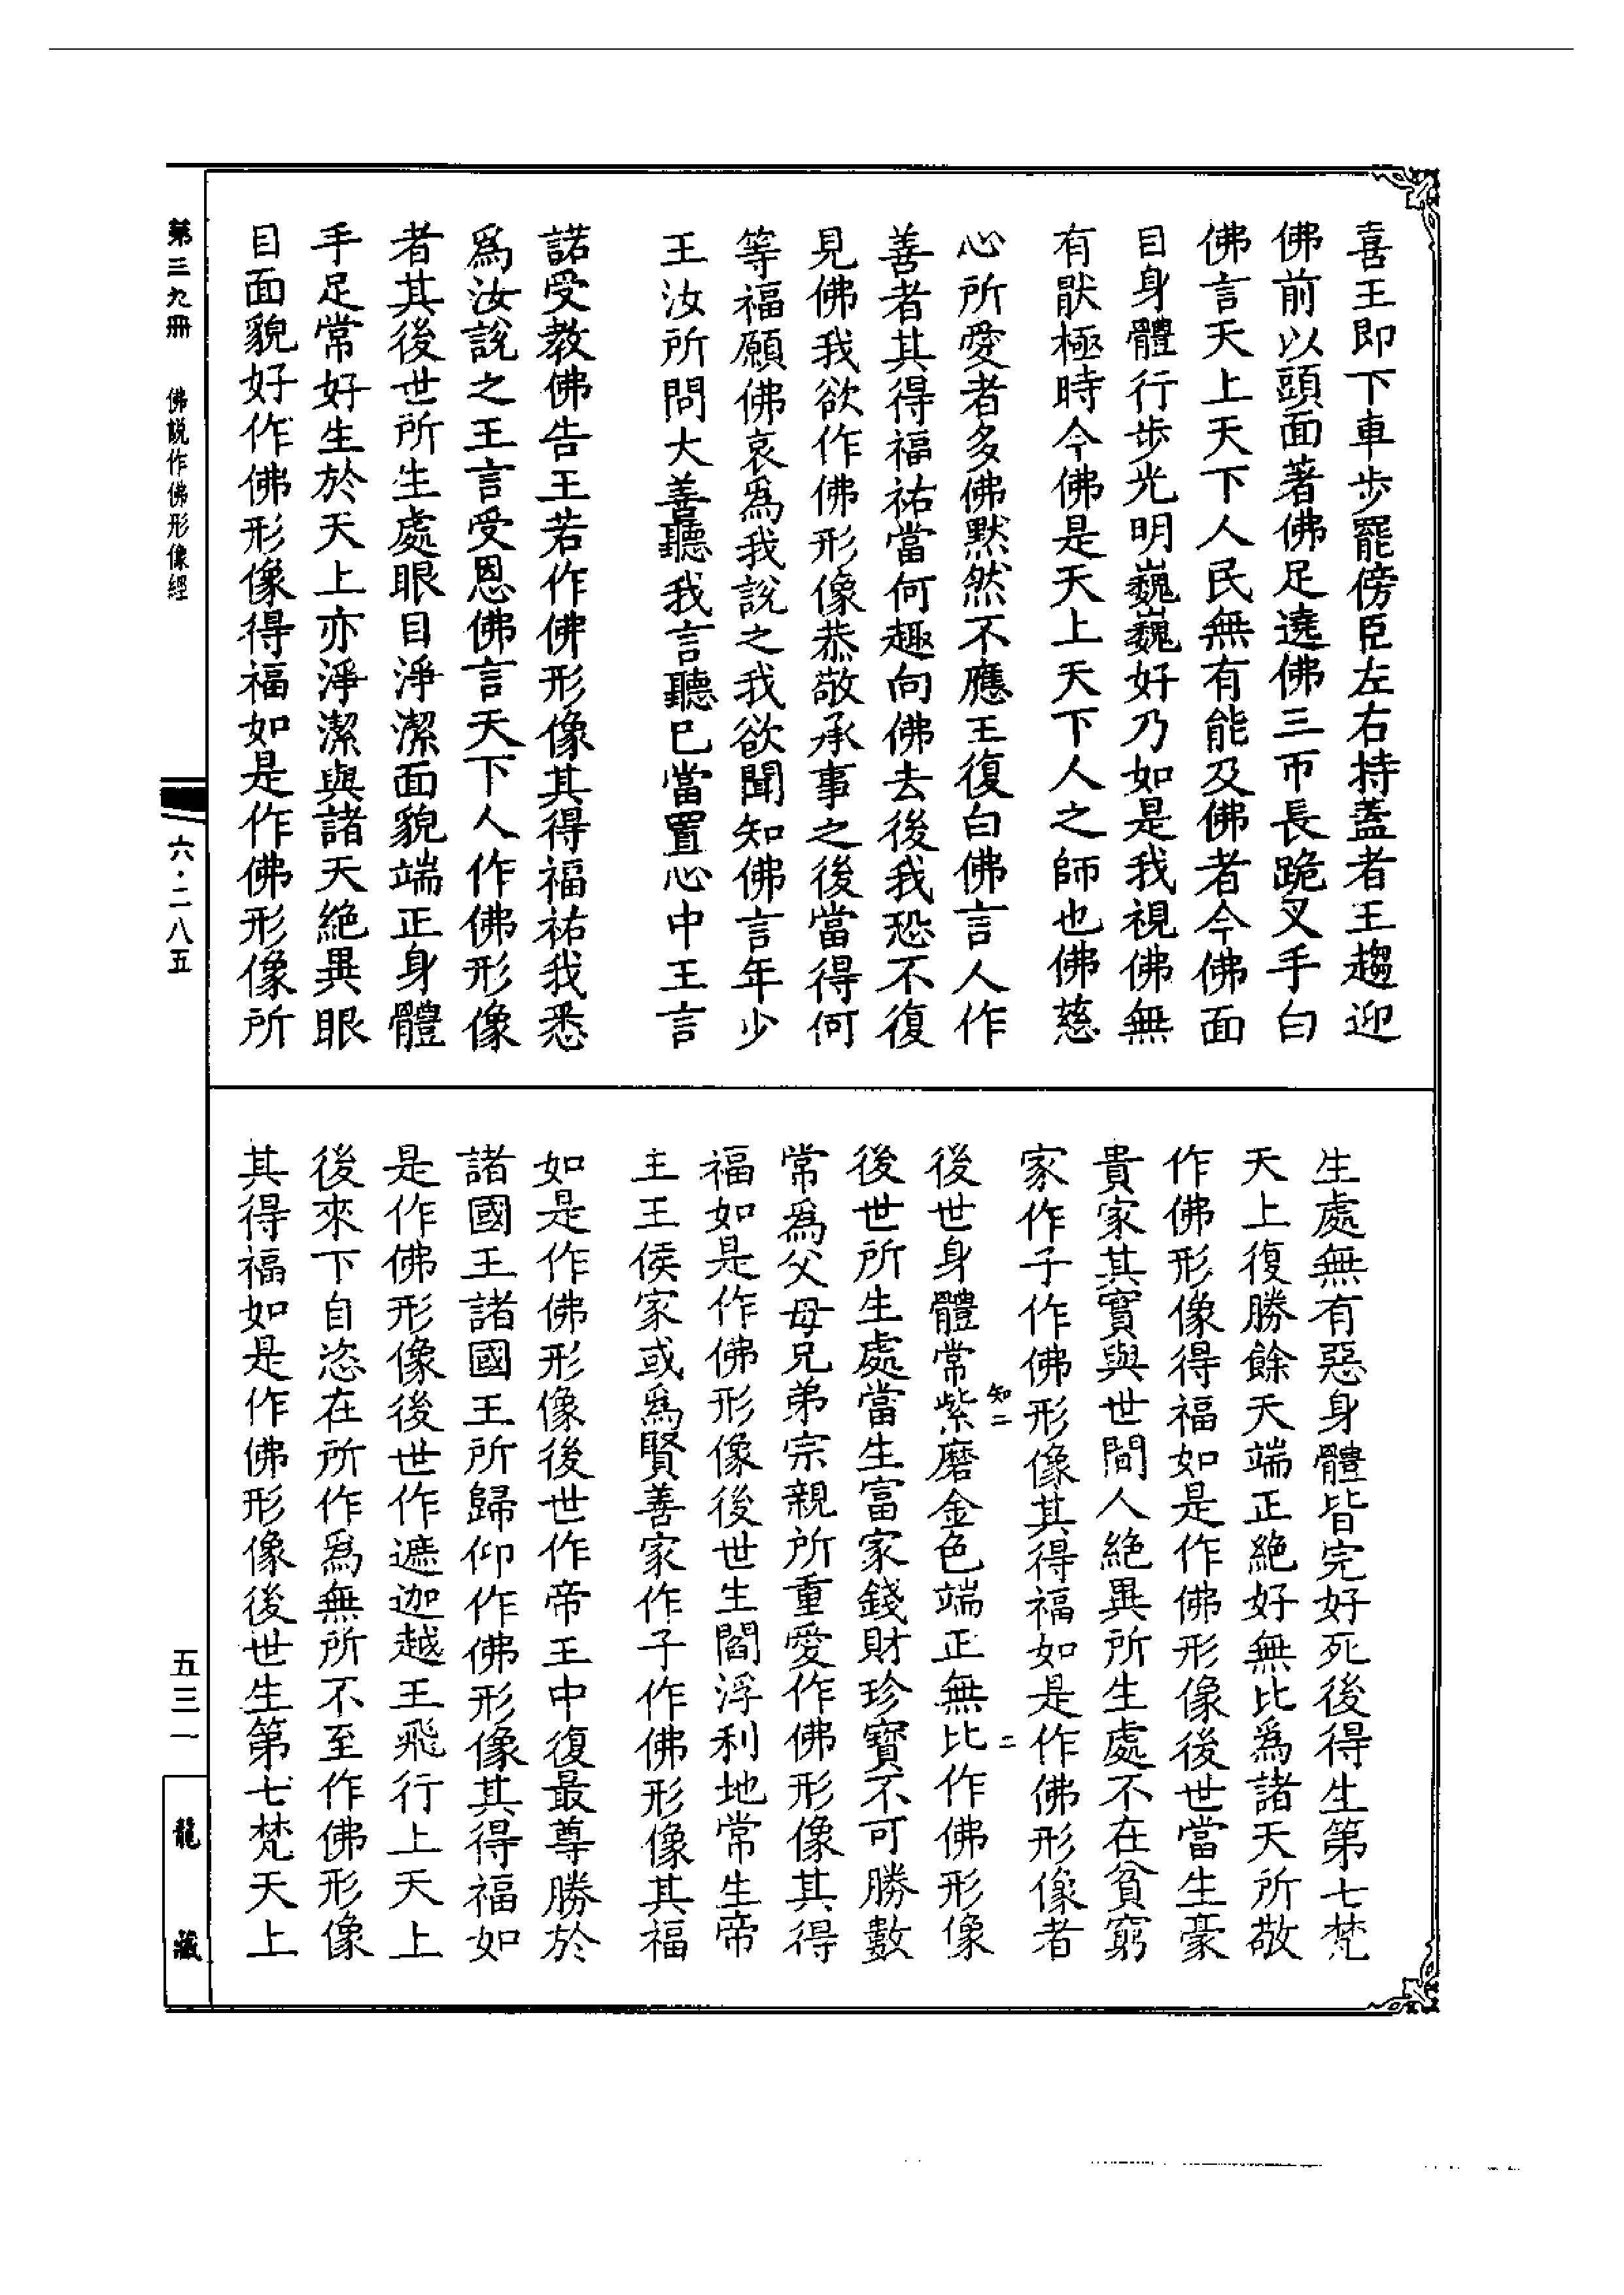 喜王即下車步罷傍臣左右持蓋者王趨迎
佛前以頭面著佛足遶佛三帀長跪叉手白
佛言天上天下人民無有能及佛者今佛面
目身體行步光明巍巍好乃如是我視佛無
有猒極時今佛是天上天下人之師也佛慈
心所愛者多佛默然不應王復白佛言人作
善者其得福祐當何趣向佛去後我恐不復
見佛我欲作佛形像恭敬承事之後當得何
等福願佛哀爲我說之我欲聞知佛言年少
王汝所問大善聽我言聽已當置心中王言
諾受教佛告王若作佛形像其得福祐我悉
爲汝說之王言受恩佛言天下人作佛形像
者其後世所生處眼目淨潔面貌端正身體
手足常好生於天上亦淨潔與諸天絕異眼
目面貌好作佛形像得福如是作佛形像所
生處無有惡身體皆完好死後得生第七梵
天上復勝餘天端正絕好無比爲諸天所敬
作佛形像得福如是作佛形像後世當生豪
貴家其寶與世間人絕異所生處不在貧窮
家作子作佛形像其得福如是作佛形像者
知二 二
後世身體常紫磨金色端正無比作佛形像
後世所生處當生富家錢財珍寶不可勝數
常爲父母兄弟宗親所重愛作佛形像其得
福如是作佛形像後世生閻浮利地常生帝
主王侯家或爲賢善家作子作佛形像其福
如是作佛形像後世作帝王中復最尊勝於
諸國王諸國王所歸仰作佛形像其得福如
是作佛形像後世作遮迦越王飛行上天上
後來下自恣在所作爲無所不至作佛形像
其得福如是作佛形像後世生第七梵天上
第三九冊 佛説作佛形像經
六·二八五
五三一
龍藏